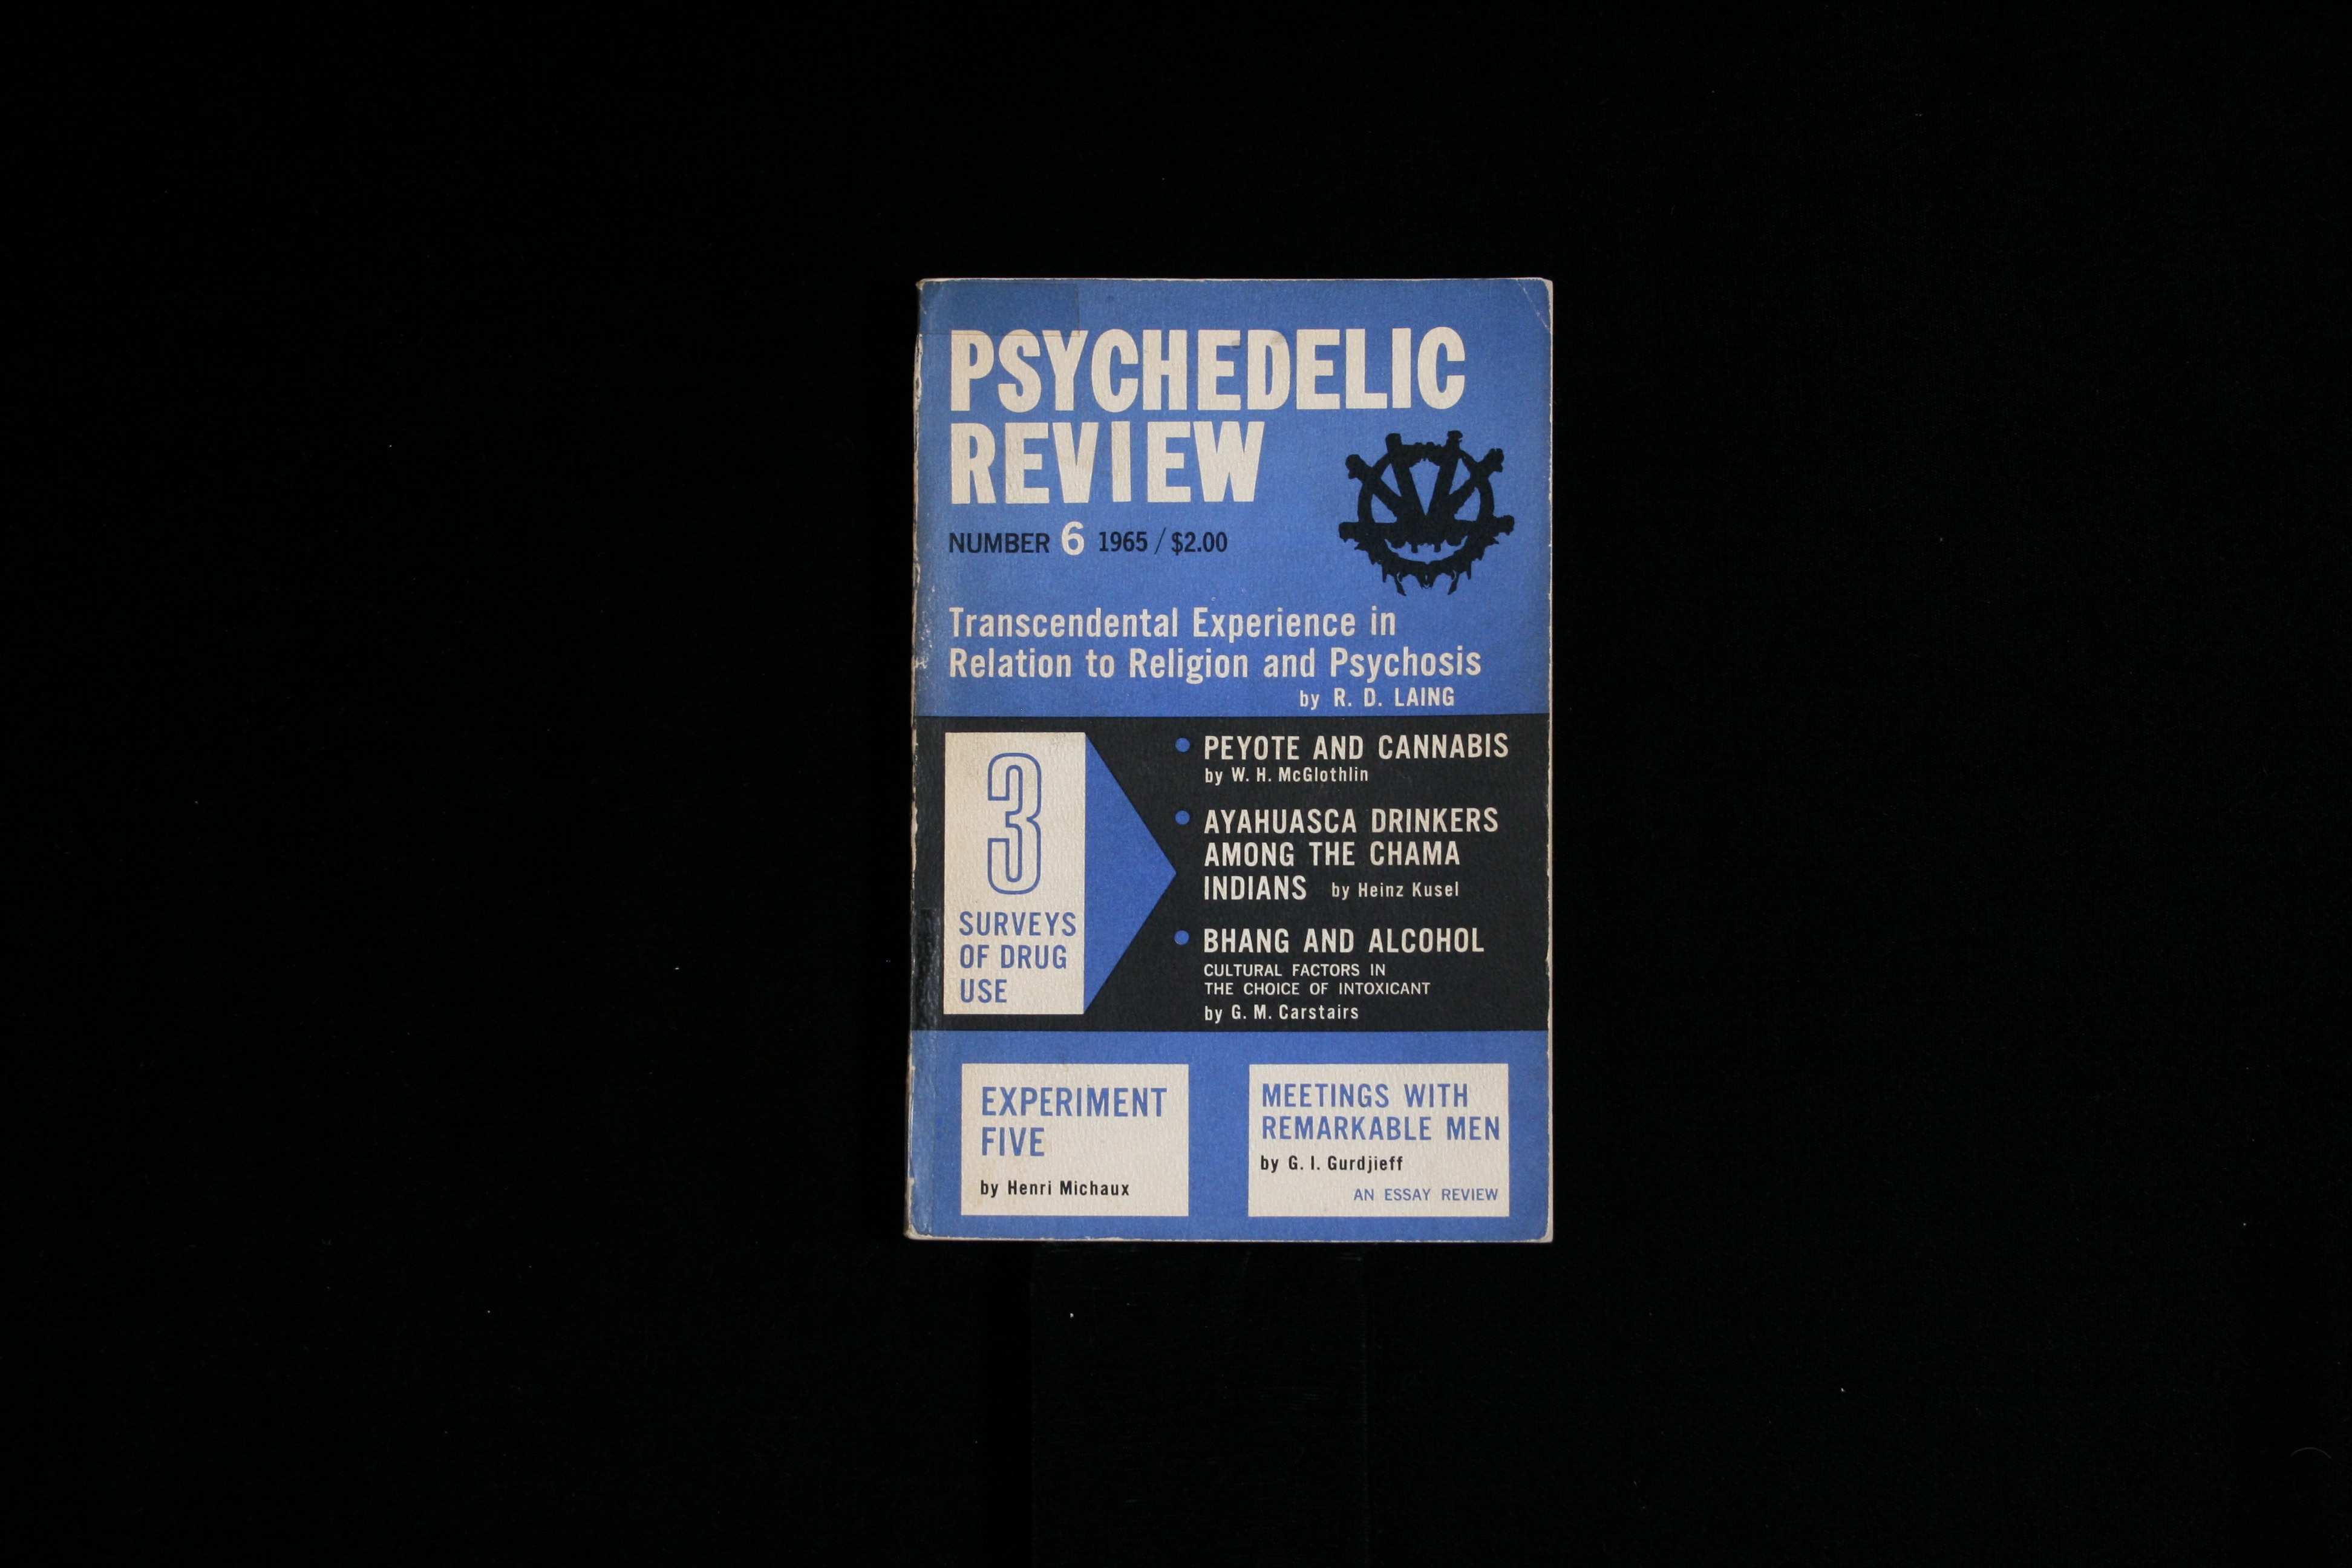 PSYCHEDELIC
REVIEW
NUMBER 6 1965 / $2.00
Transcendental Experience in
Relation to Religion and Psychosis
by R. D. LAING
3
SURVEYS
OF DRUG
USE
PEYOTE AND CANNABIS
by W. H. McGlothlin
AYAHUASCA DRINKERS
AMONG THE CHAMA
INDIANS by Heinz Kusel
BHANG AND ALCOHOL
CULTURAL FACTORS IN
THE CHOICE OF INTOXICANT
by G. M. Carstairs
EXPERIMENT
FIVE
by Henri Michaux
MEETINGS WITH
REMARKABLE MEN
by G. I. Gurdjieff
AN ESSAY REVIEW